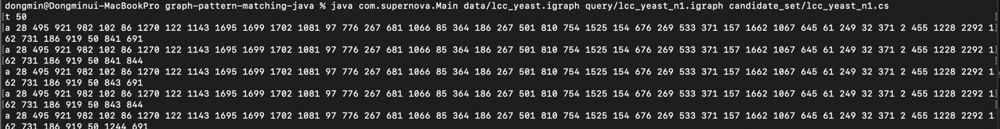 dongmin@Dongminui-MacBookPro graph-pattern-matching-java % java com.supernova.Main data/lcc_yeast.igraph query/lcc_yeast_n1.igraph candidate_set/lcc_yeast_n1.cs
[t 50 ]
[a 28 495 921 982 102 86 1270 122 1143 1695 1699 1702 1081 97 776 267 681 1066 85 364 186 267 501 810 754 1525 154 676 269 533 371 157 1662 1067 645 61 249 32 371 2 455 1228 2292 1]
62 731 186 919 50 841 691
[a 28 495 921 982 102 86 1270 122 1143 1695 1699 1702 1081 97 776 267 681 1066 85 364 186 267 501 810 754 1525 154 676 269 533 371 157 1662 1067 645 61 249 32 371 2 455 1228 2292 1]
[62 731 186 919 50 841 844 ]
a 28 495 921 982 102 86 1270 122 1143 1695 1699 1702 1081 97 776 267 681 1066 85 364 186 267 501 810 754 1525 154 676 269 533 371 157 1662 1067 645 61 249 32 371 2 455 1228 2292 1
62 731 186 919 50 843 691
[a 28 495 921 982 102 86 1270 122 1143 1695 1699 1702 1081 97 776 267 681 1066 85 364 186 267 501 810 754 1525 154 676 269 533 371 157 1662 1067 645 61 249 32 371 2 455 1228 2292 1]
[62 731 186 919 50 843 844 ]
a 28 495 921 982 102 86 1270 122 1143 1695 1699 1702 1081 97 776 267 681 1066 85 364 186 267 501 810 754 1525 154 676 269 533 371 157 1662 1067 645 61 249 32 371 2 455 1228 2292 1
62 731 186 919 50 1244 691